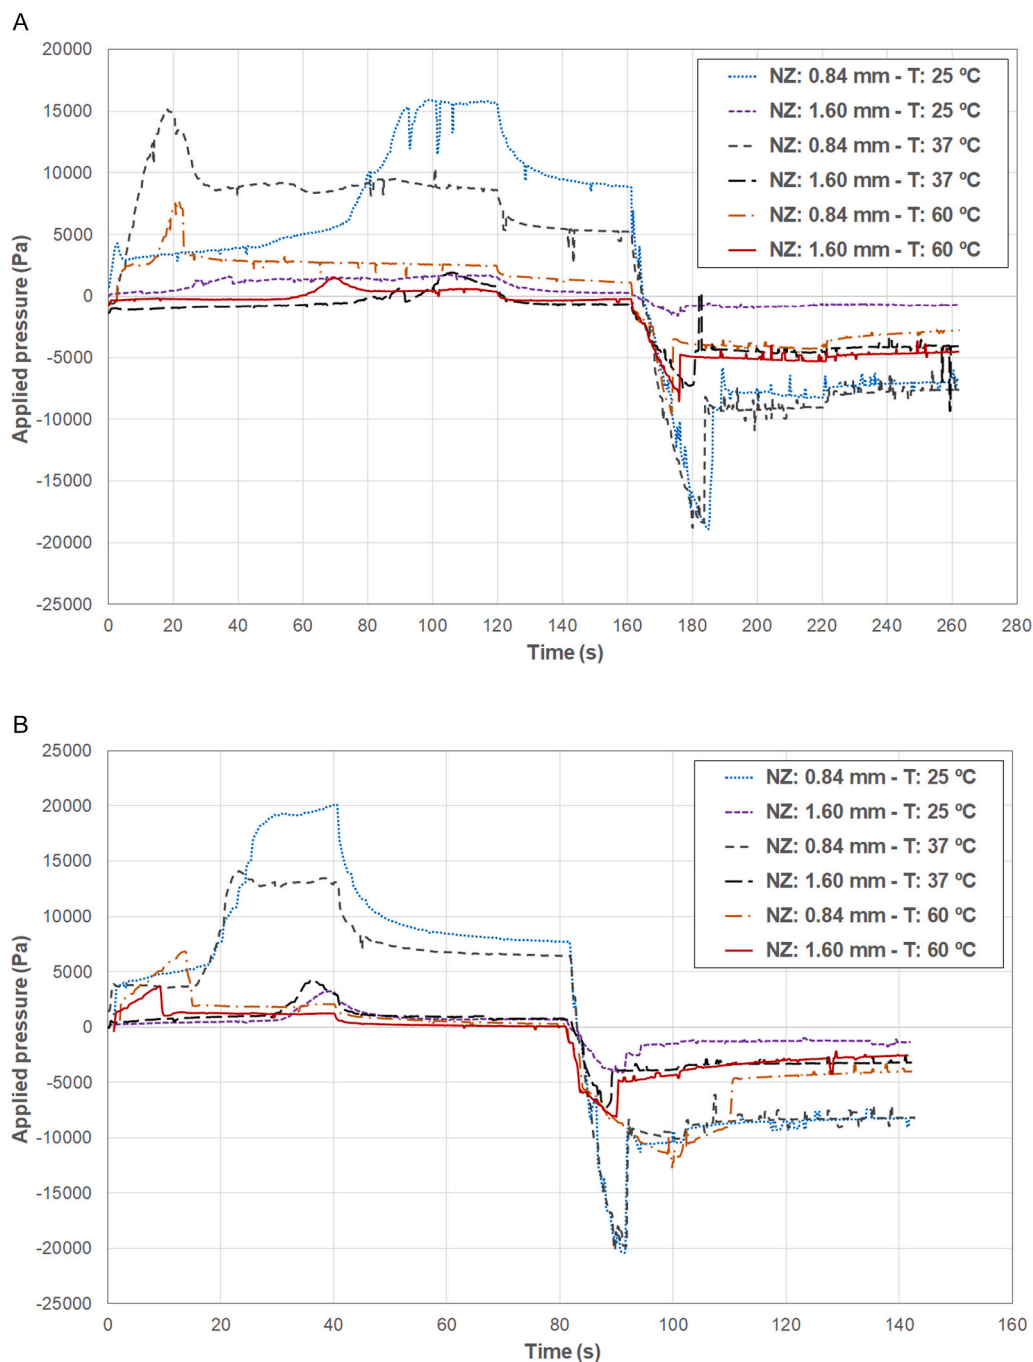 A
20000
15000
10000
5000
0
-5000
-10000
-15000
-20000
-25000
Applied pressure (Pa)
NZ: 0.84 mm - T: 25 ºC
NZ: 1.60 mm - T: 25 ºC
NZ: 0.84 mm - T: 37 ºC
NZ: 1.60 mm - T: 37 ºC
NZ: 0.84 mm - T: 60 ºC
NZ: 1.60 mm - T: 60 ºC
0 20 40 60 80 100 120 140 160 180 200 220 240 260 280
Time (s)
B
25000
20000
15000
10000
5000
0
-5000
-10000
-15000
-20000
-25000
Applied pressure (Pa)
NZ: 0.84 mm - T: 25 ºC
NZ: 1.60 mm - T: 25 ºC
NZ: 0.84 mm - T: 37 ºC
NZ: 1.60 mm - T: 37 ºC
NZ: 0.84 mm - T: 60 ºC
NZ: 1.60 mm - T: 60 ºC
0 20 40 60 80 100 120 140 160
Time (s)